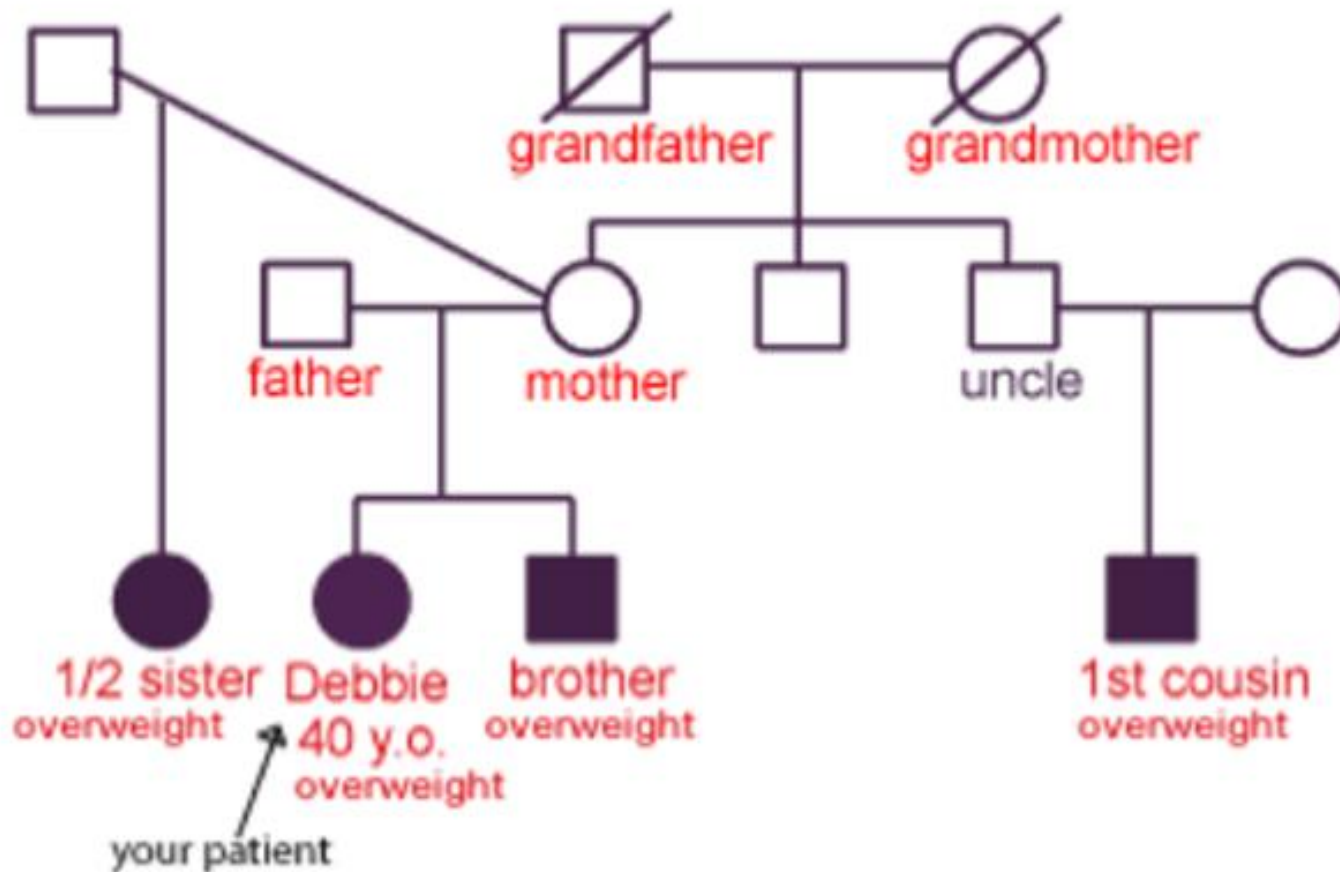 grandfather
grandmother
father
mother
uncle
1/2 sister
overweight
Debbie
40 y.o.
overweight
brother
overweight
1st cousin
overweight
your patient